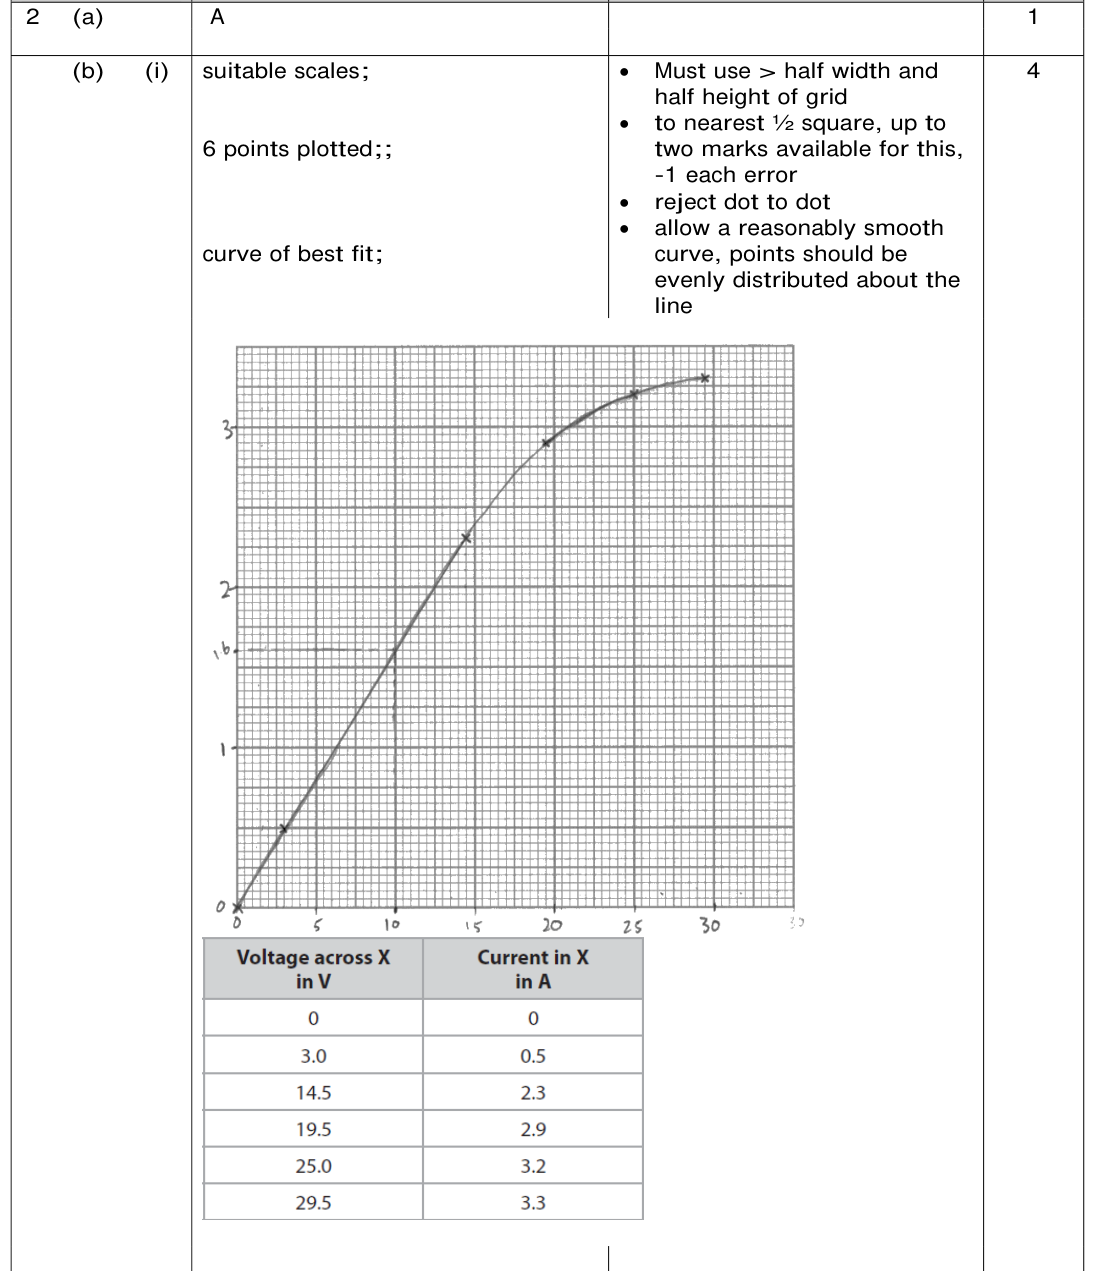 2 (a) A 1
(b) (i) suitable scales; 4
6 points plotted;;
curve of best fit;
• Must use > half width and
half height of grid
• to nearest ½ square, up to
two marks available for this,
-1 each error
• reject dot to dot
• allow a reasonably smooth
curve, points should be
evenly distributed about the
line
3
2
1.6
1
0
0 5 10 15 20 25 30 35
Voltage across X
in V
Current in X
in A
0 0
3.0 0.5
14.5 2.3
19.5 2.9
25.0 3.2
29.5 3.3